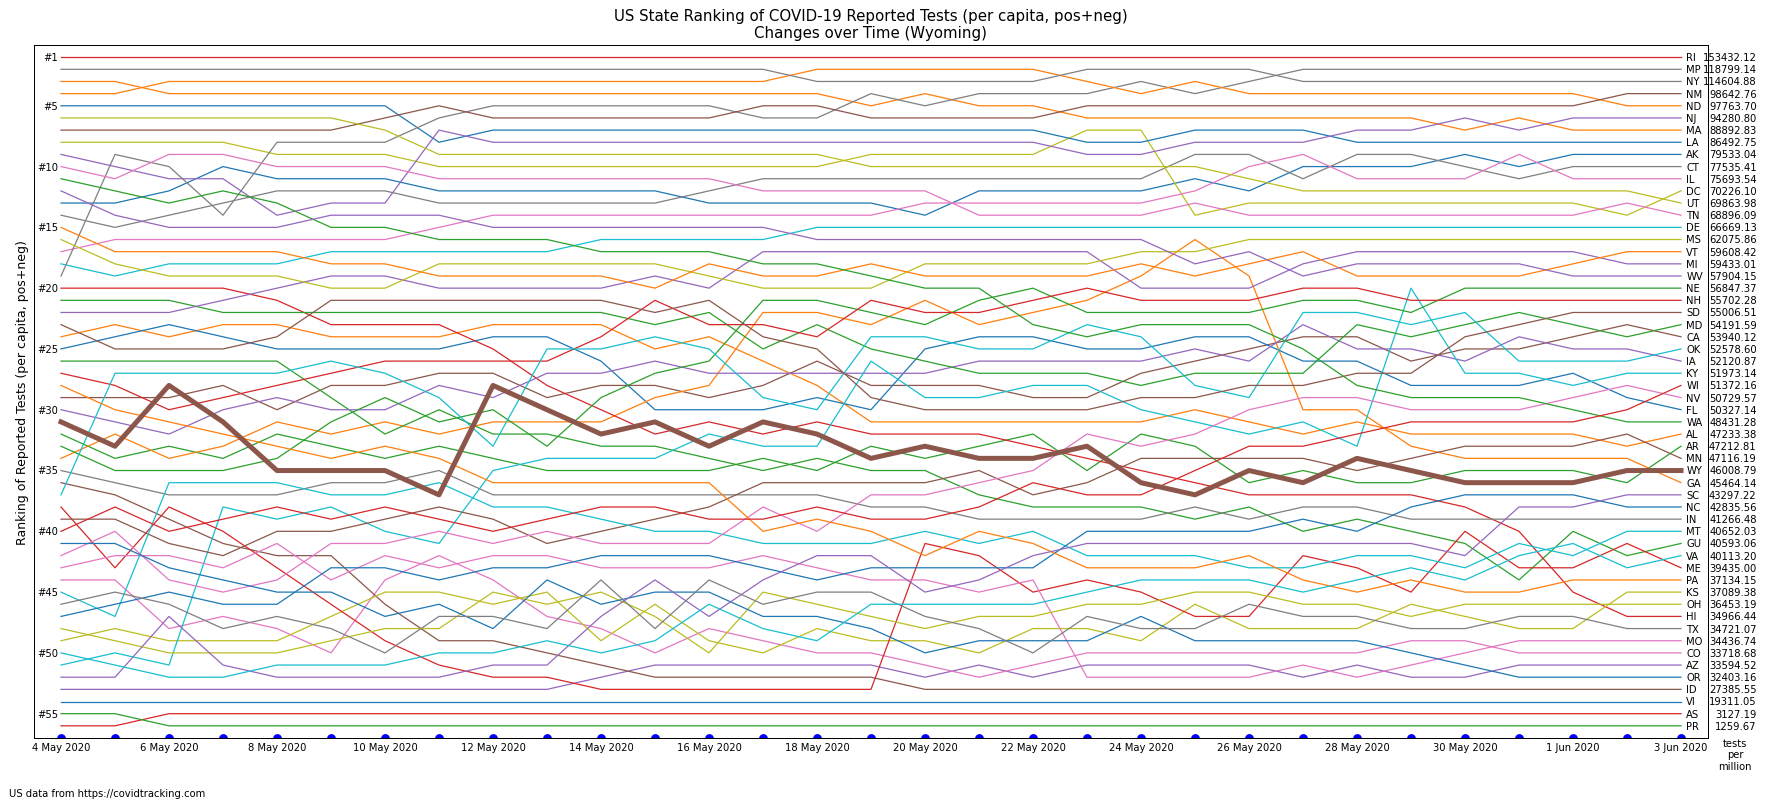 US State Ranking of COVID-19 Reported Tests (per capita, pos+neg)
Changes over Time (Wyoming)
Ranking of Reported Tests (per capita, pos+neg)
#1
#5
#10
#15
#20
#25
#30
#35
#40
#45
#50
#55
RI 153432.12
MP 118799.14
NY 114604.88
NM 98642.76
ND 97763.70
NJ 94280.80
MA 88892.83
LA 86492.75
AK 79533.04
CT 77535.41
IL 75693.54
DC 70226.10
UT 69863.98
TN 68896.09
DE 66669.13
MS 62075.86
VT 59608.42
MI 59433.01
WV 57904.15
NE 56847.37
NH 55702.28
SD 55006.51
MD 54191.59
CA 53940.12
OK 52578.60
IA 52120.87
KY 51973.14
WI 51372.16
NV 50729.57
FL 50327.14
WA 48431.28
AL 47233.38
AR 47212.81
MN 47116.19
WY 46008.79
GA 45464.14
SC 43297.22
NC 42835.56
IN 41266.48
MT 40652.03
GU 40593.06
VA 40113.20
ME 39435.00
PA 37134.15
KS 37089.38
OH 36453.19
HI 34966.44
TX 34721.07
MO 34436.74
CO 33718.68
AZ 33594.52
OR 32403.16
ID 27385.55
VI 19311.05
AS 3127.19
PR 1259.67
4 May 2020 6 May 2020 8 May 2020 10 May 2020 12 May 2020 14 May 2020 16 May 2020 18 May 2020 20 May 2020 22 May 2020 24 May 2020 26 May 2020 28 May 2020 30 May 2020 1 Jun 2020 3 Jun 2020
tests
per
million
US data from https://covidtracking.com